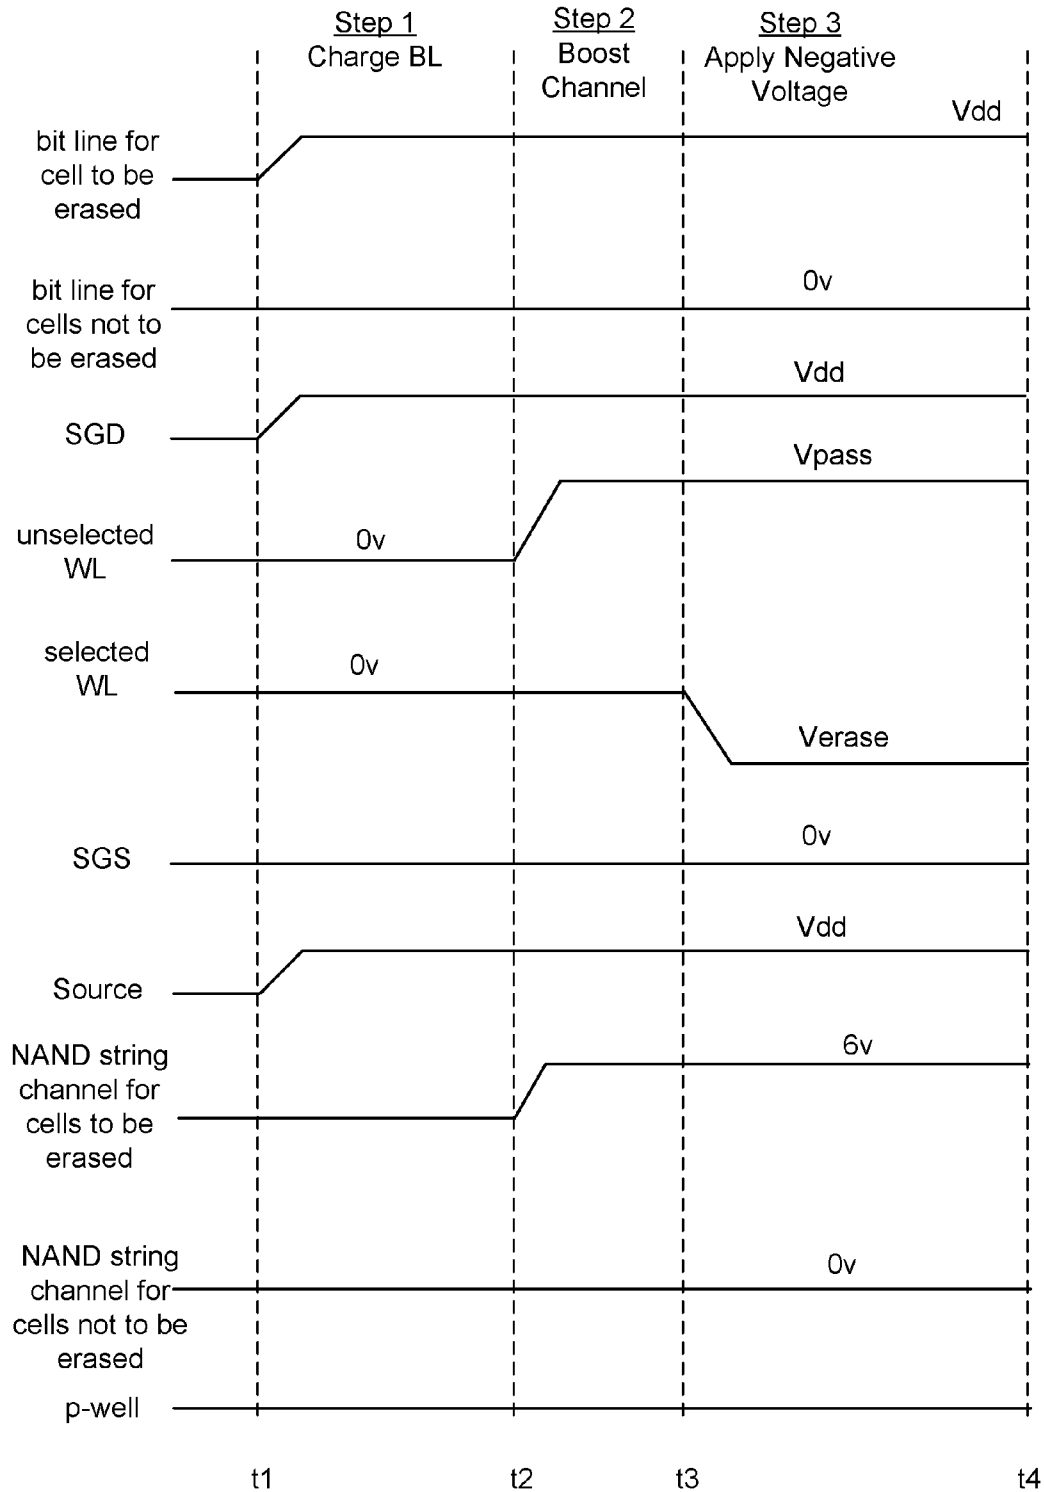 Step 1
Charge BL
Step 2
Boost
Channel
Step 3
Apply Negative
Voltage
Vdd
bit line for
cell to be
erased
0v
bit line for
cells not to
be erased
Vdd
SGD
Vpass
unselected
WL
0v
selected
WL
0v
Verase
0v
SGS
Vdd
Source
6v
NAND string
channel for
cells to be
erased
0v
NAND string
channel for
cells not to be
erased
p-well
t1
t2
t3
t4